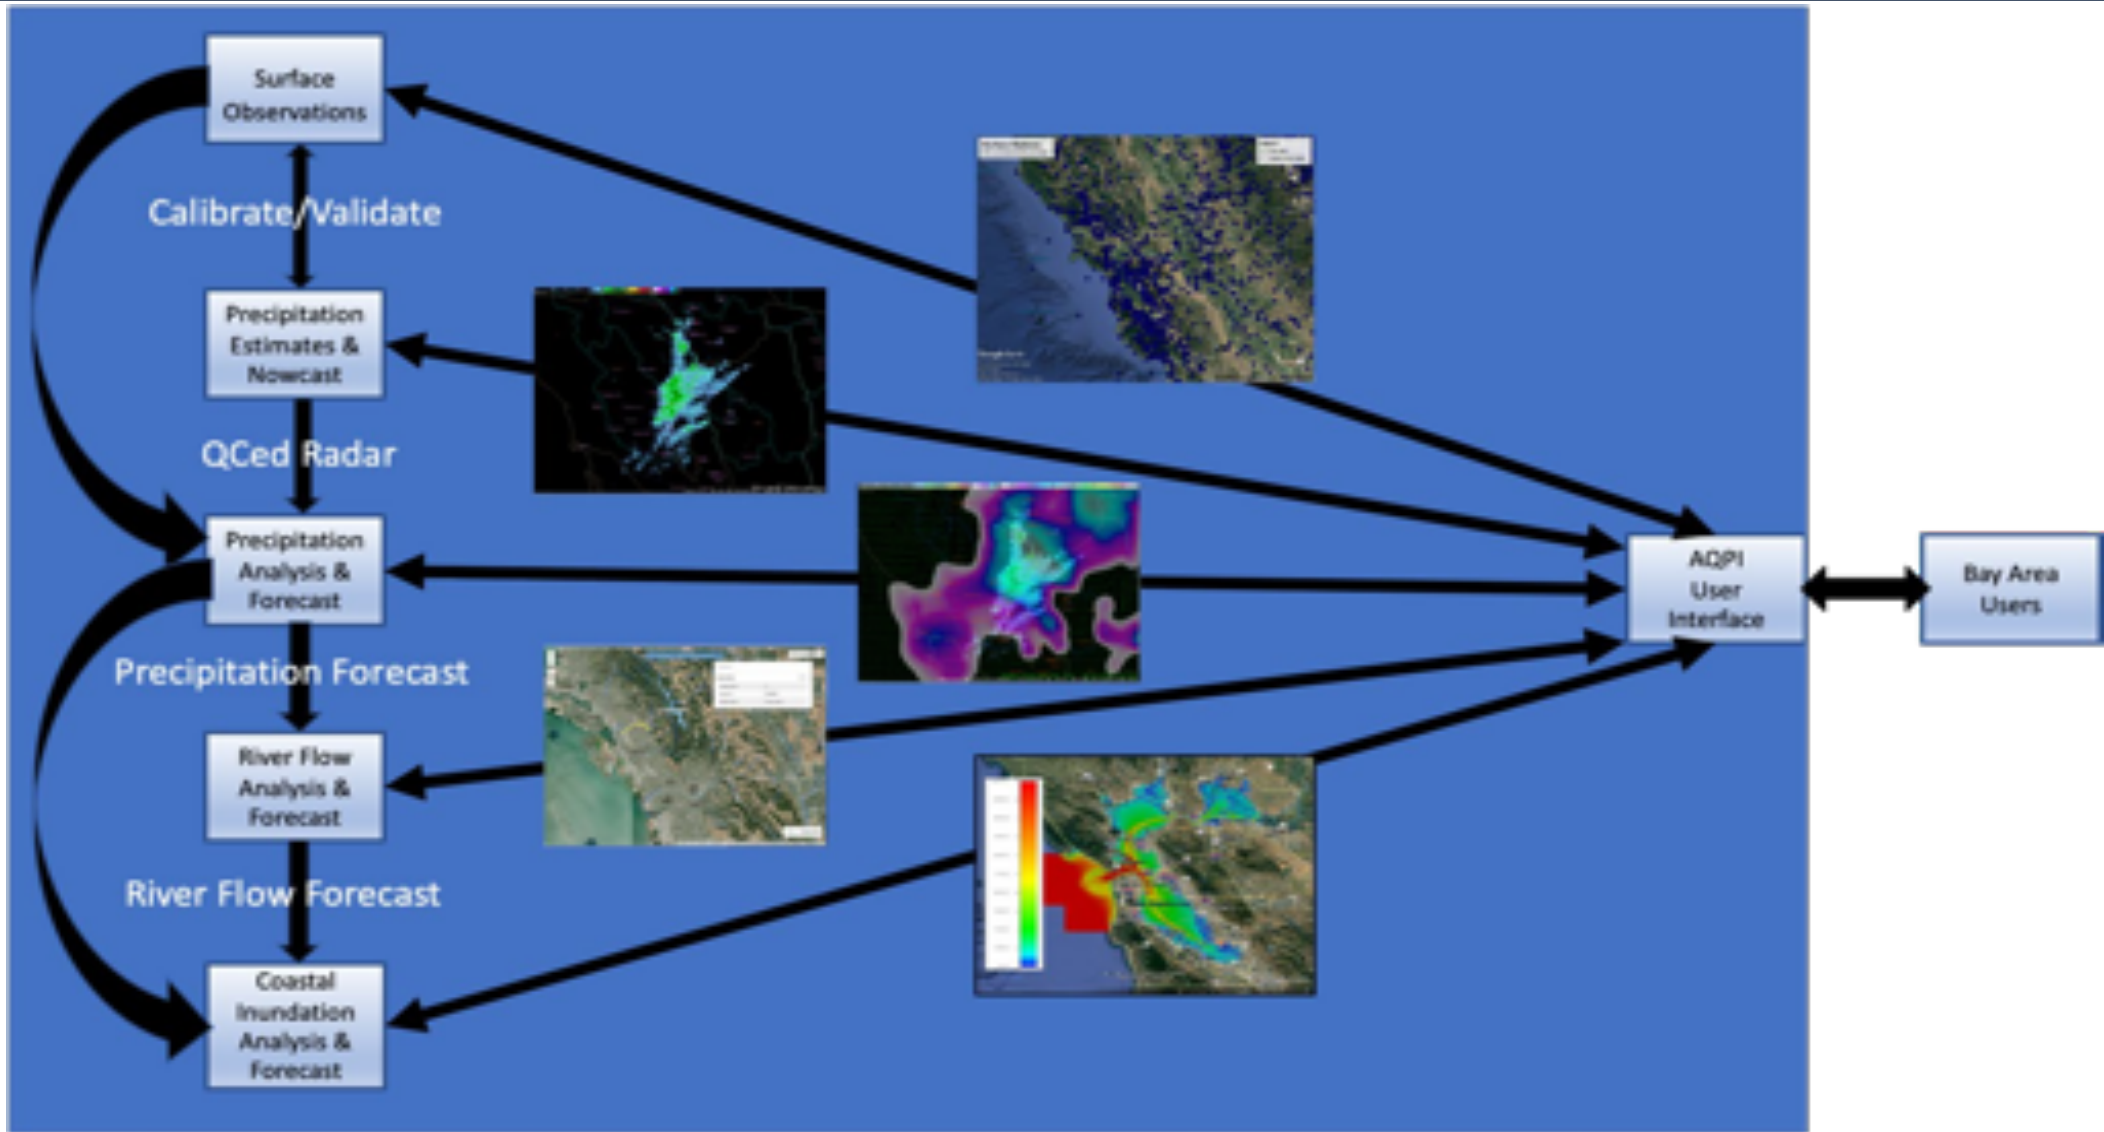 Surface
Observations
Calibrate/Validate
Precipitation
Estimates &
Nowcast
QCed Radar
Precipitation
Analysis &
Forecast
Precipitation Forecast
River Flow
Analysis &
Forecast
River Flow Forecast
Coastal
Inundation
Analysis &
Forecast
AQPI
User
Interface
Bay Area
Users